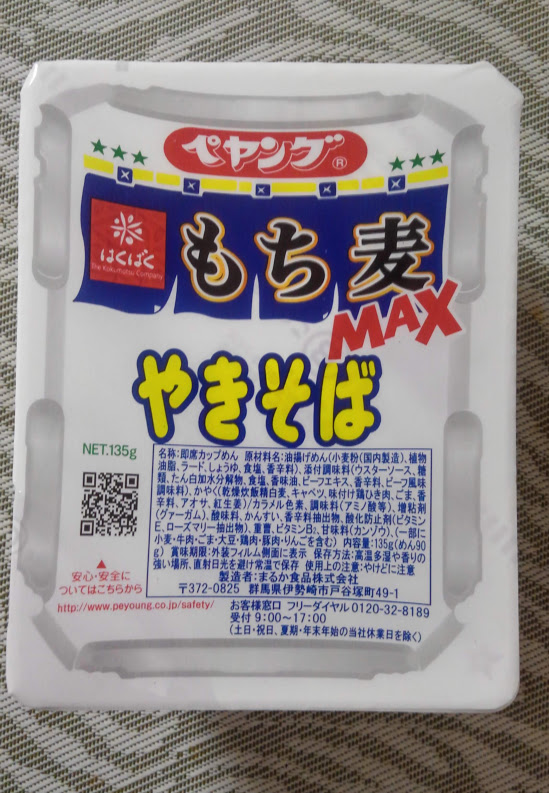 ペヤング®
はくばく
The Kokumotsu Company
もち麦
MAX
やきそば
NET.135g
名称:即席カップめん 原材料名:油揚げめん(小麦粉(国内製造)、植物
油脂、ラード、しょうゆ、食塩、香辛料)、添付調味料(ウスターソース、糖
類、たん白加水分解物、食塩、香味油、ビーフエキス、香辛料、ビーフ風味
調味料)、かやく(乾燥炊飯精白麦、キャベツ、味付け鶏ひき肉、ごま、香
辛料、アオサ、紅生姜)/カラメル色素、調味料(アミノ酸等)、増粘剤
(グァーガム)、酸味料、かんすい、香辛料抽出物、酸化防止剤(ビタミン
E、ローズマリー抽出物)、重曹、ビタミンB₂、甘味料(カンゾウ)、(一部に
小麦・牛肉・ごま・大豆・鶏肉・豚肉・りんごを含む) 内容量:135g(めん90
g) 賞味期限:外装フィルム側面に表示 保存方法:高温多湿や香りの
強い場所、直射日光を避け常温で保存 使用上の注意:やけどに注意
製造者:まるか食品株式会社
〒372-0825 群馬県伊勢崎市戸谷塚町49-1
▲
安心・安全に
ついてはこちらから
http://www.peyoung.co.jp/safety/
お客様窓口 フリーダイヤル 0120-32-8189
受付 9:00〜17:00
(土日・祝日、夏期・年末年始の当社休業日を除く)